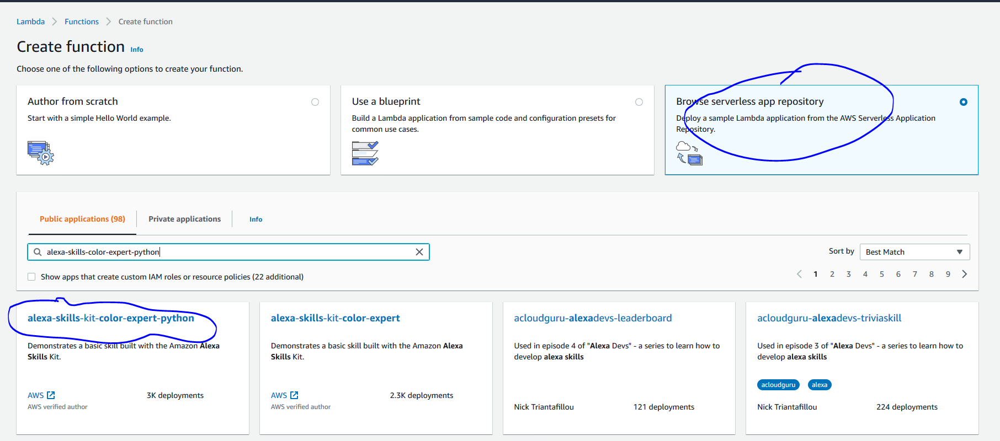 Lambda > Functions > Create function
Create function Info
Choose one of the following options to create your function.
Author from scratch
Start with a simple Hello World example.
Use a blueprint
Build a Lambda application from sample code and configuration presets for
common use cases.
Browse serverless app repository
Deploy a sample Lambda application from the AWS Serverless Application
Repository.
Public applications (98)
Private applications
Info
alexa-skills-color-expert-python
Sort by Best Match
Show apps that create custom IAM roles or resource policies (22 additional)
1 2 3 4 5 6 7 8 9
alexa-skills-kit-color-expert-python
Demonstrates a basic skill built with the Amazon Alexa
Skills Kit.
AWS 3K deployments
AWS verified author
alexa-skills-kit-color-expert
Demonstrates a basic skill built with the Amazon Alexa
Skills Kit.
AWS 2.3K deployments
AWS verified author
acloudguru-alexadevs-leaderboard
Used in episode 4 of "Alexa Devs" - a series to learn how to
develop alexa skills
Nick Triantafillou 121 deployments
acloudguru-alexadevs-triviaskill
Used in episode 3 of "Alexa Devs" - a series to learn how to
develop alexa skills
acloudguru alexa
Nick Triantafillou 224 deployments